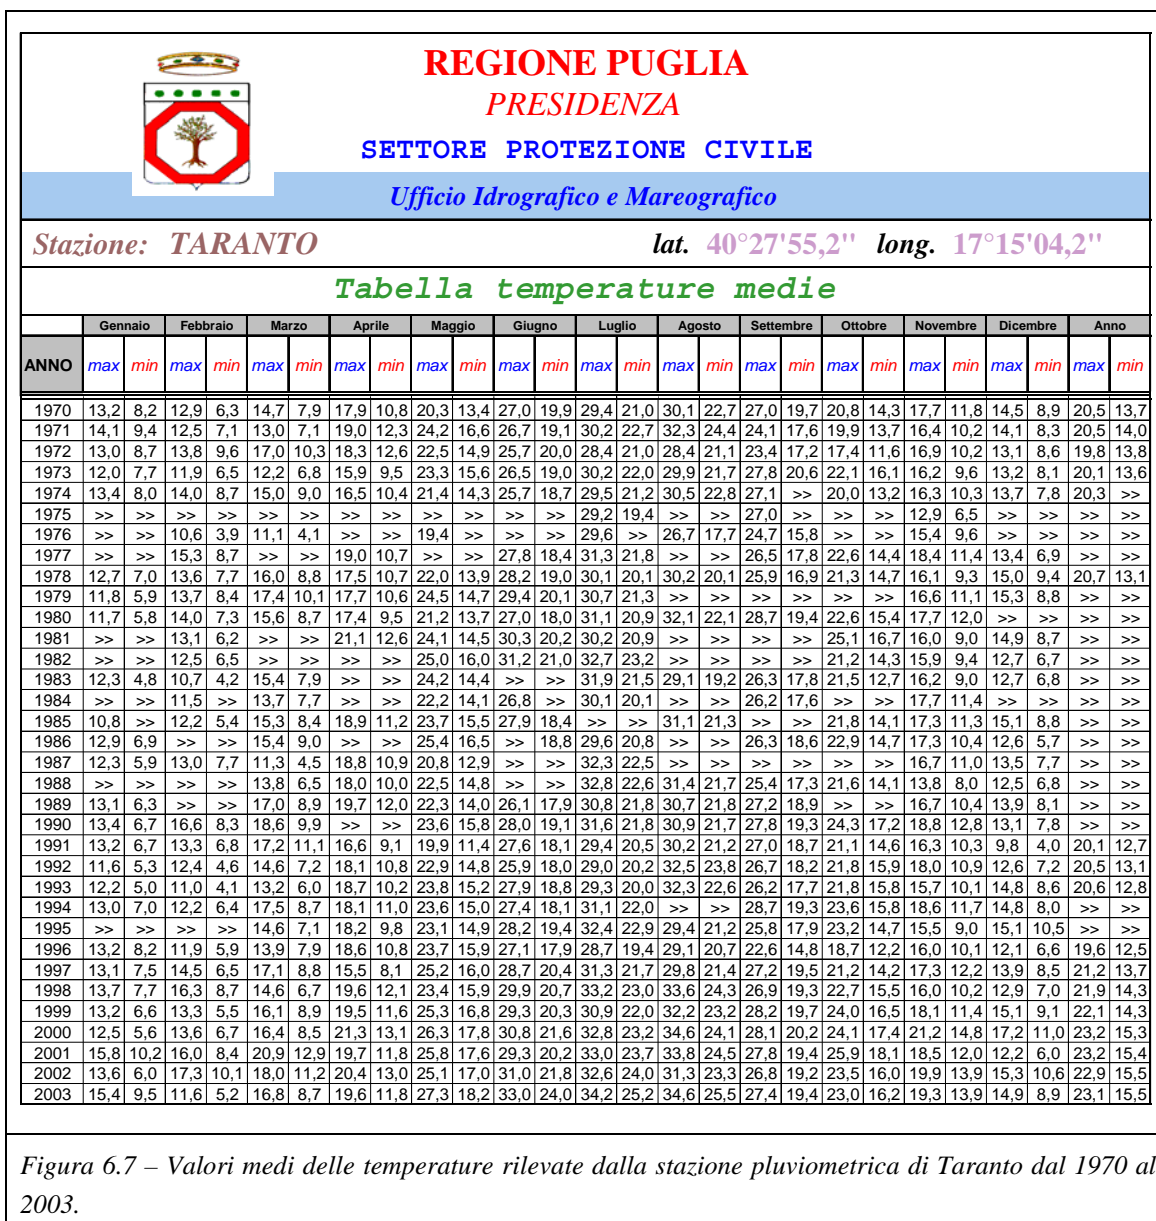 REGIONE PUGLIA
PRESIDENZA
SETTORE PROTEZIONE CIVILE
Ufficio Idrografico e Mareografico
Stazione: TARANTO lat. 40°27'55,2" long. 17°15'04,2"
Tabella temperature medie
Gennaio Febbraio Marzo Aprile Maggio Giugno Luglio Agosto Settembre Ottobre Novembre Dicembre Anno
ANNO max min max min max min max min max min max min max min max min max min max min max min max min max min
1970 13,2 8,2 12,9 6,3 14,7 7,9 17,9 10,8 20,3 13,4 27,0 19,9 29,4 21,0 30,1 22,7 27,0 19,7 20,8 14,3 17,7 11,8 14,5 8,9 20,5 13,7
1971 14,1 9,4 12,5 7,1 13,0 7,1 19,0 12,3 24,2 16,6 26,7 19,1 30,2 22,7 32,3 24,4 24,1 17,6 19,9 13,7 16,4 10,2 14,1 8,3 20,5 14,0
1972 13,0 8,7 13,8 9,6 17,0 10,3 18,3 12,6 22,5 14,9 25,7 20,0 28,4 21,0 28,4 21,1 23,4 17,2 17,4 11,6 16,9 10,2 13,1 8,6 19,8 13,8
1973 12,0 7,7 11,9 6,5 12,2 6,8 15,9 9,5 23,3 15,6 26,5 19,0 30,2 22,0 29,9 21,7 27,8 20,6 22,1 16,1 16,2 9,6 13,2 8,1 20,1 13,6
1974 13,4 8,0 14,0 8,7 15,0 9,0 16,5 10,4 21,4 14,3 25,7 18,7 29,5 21,2 30,5 22,8 27,1 >> 20,0 13,2 16,3 10,3 13,7 7,8 20,3 >>
1975 >> >> >> >> >> >> >> >> >> >> >> >> 29,2 19,4 >> >> 27,0 >> >> >> 12,9 6,5 >> >> >> >>
1976 >> >> 10,6 3,9 11,1 4,1 >> >> 19,4 >> >> >> 29,6 >> 26,7 17,7 24,7 15,8 >> >> 15,4 9,6 >> >> >> >>
1977 >> >> 15,3 8,7 >> >> 19,0 10,7 >> >> 27,8 18,4 31,3 21,8 >> >> 26,5 17,8 22,6 14,4 18,4 11,4 13,4 6,9 >> >>
1978 12,7 7,0 13,6 7,7 16,0 8,8 17,5 10,7 22,0 13,9 28,2 19,0 30,1 20,1 30,2 20,1 25,9 16,9 21,3 14,7 16,1 9,3 15,0 9,4 20,7 13,1
1979 11,8 5,9 13,7 8,4 17,4 10,1 17,7 10,6 24,5 14,7 29,4 20,1 30,7 21,3 >> >> >> >> >> >> 16,6 11,1 15,3 8,8 >> >>
1980 11,7 5,8 14,0 7,3 15,6 8,7 17,4 9,5 21,2 13,7 27,0 18,0 31,1 20,9 32,1 22,1 28,7 19,4 22,6 15,4 17,7 12,0 >> >> >> >>
1981 >> >> 13,1 6,2 >> >> 21,1 12,6 24,1 14,5 30,3 20,2 30,2 20,9 >> >> >> >> 25,1 16,7 16,0 9,0 14,9 8,7 >> >>
1982 >> >> 12,5 6,5 >> >> >> >> 25,0 16,0 31,2 21,0 32,7 23,2 >> >> >> >> 21,2 14,3 15,9 9,4 12,7 6,7 >> >>
1983 12,3 4,8 10,7 4,2 15,4 7,9 >> >> 24,2 14,4 >> >> 31,9 21,5 29,1 19,2 26,3 17,8 21,5 12,7 16,2 9,0 12,7 6,8 >> >>
1984 >> >> 11,5 >> 13,7 7,7 >> >> 22,2 14,1 26,8 >> 30,1 20,1 >> >> 26,2 17,6 >> >> 17,7 11,4 >> >> >> >>
1985 10,8 >> 12,2 5,4 15,3 8,4 18,9 11,2 23,7 15,5 27,9 18,4 >> >> 31,1 21,3 >> >> 21,8 14,1 17,3 11,3 15,1 8,8 >> >>
1986 12,9 6,9 >> >> 15,4 9,0 >> >> 25,4 16,5 >> 18,8 29,6 20,8 >> >> 26,3 18,6 22,9 14,7 17,3 10,4 12,6 5,7 >> >>
1987 12,3 5,9 13,0 7,7 11,3 4,5 18,8 10,9 20,8 12,9 >> >> 32,3 22,5 >> >> >> >> >> >> 16,7 11,0 13,5 7,7 >> >>
1988 >> >> >> >> 13,8 6,5 18,0 10,0 22,5 14,8 >> >> 32,8 22,6 31,4 21,7 25,4 17,3 21,6 14,1 13,8 8,0 12,5 6,8 >> >>
1989 13,1 6,3 >> >> 17,0 8,9 19,7 12,0 22,3 14,0 26,1 17,9 30,8 21,8 30,7 21,8 27,2 18,9 >> >> 16,7 10,4 13,9 8,1 >> >>
1990 13,4 6,7 16,6 8,3 18,6 9,9 >> >> 23,6 15,8 28,0 19,1 31,6 21,8 30,9 21,7 27,8 19,3 24,3 17,2 18,8 12,8 13,1 7,8 >> >>
1991 13,2 6,7 13,3 6,8 17,2 11,1 16,6 9,1 19,9 11,4 27,6 18,1 29,4 20,5 30,2 21,2 27,0 18,7 21,1 14,6 16,3 10,3 9,8 4,0 20,1 12,7
1992 11,6 5,3 12,4 4,6 14,6 7,2 18,1 10,8 22,9 14,8 25,9 18,0 29,0 20,2 32,5 23,8 26,7 18,2 21,8 15,9 18,0 10,9 12,6 7,2 20,5 13,1
1993 12,2 5,0 11,0 4,1 13,2 6,0 18,7 10,2 23,8 15,2 27,9 18,8 29,3 20,0 32,3 22,6 26,2 17,7 21,8 15,8 15,7 10,1 14,8 8,6 20,6 12,8
1994 13,0 7,0 12,2 6,4 17,5 8,7 18,1 11,0 23,6 15,0 27,4 18,1 31,1 22,0 >> >> 28,7 19,3 23,6 15,8 18,6 11,7 14,8 8,0 >> >>
1995 >> >> >> >> 14,6 7,1 18,2 9,8 23,1 14,9 28,2 19,4 32,4 22,9 29,4 21,2 25,8 17,9 23,2 14,7 15,5 9,0 15,1 10,5 >> >>
1996 13,2 8,2 11,9 5,9 13,9 7,9 18,6 10,8 23,7 15,9 27,1 17,9 28,7 19,4 29,1 20,7 22,6 14,8 18,7 12,2 16,0 10,1 12,1 6,6 19,6 12,5
1997 13,1 7,5 14,5 6,5 17,1 8,8 15,5 8,1 25,2 16,0 28,7 20,4 31,3 21,7 29,8 21,4 27,2 19,5 21,2 14,2 17,3 12,2 13,9 8,5 21,2 13,7
1998 13,7 7,7 16,3 8,7 14,6 6,7 19,6 12,1 23,4 15,9 29,9 20,7 33,2 23,0 33,6 24,3 26,9 19,3 22,7 15,5 16,0 10,2 12,9 7,0 21,9 14,3
1999 13,2 6,6 13,3 5,5 16,1 8,9 19,5 11,6 25,3 16,8 29,3 20,3 30,9 22,0 32,2 23,2 28,2 19,7 24,0 16,5 18,1 11,4 15,1 9,1 22,1 14,3
2000 12,5 5,6 13,6 6,7 16,4 8,5 21,3 13,1 26,3 17,8 30,8 21,6 32,8 23,2 34,6 24,1 28,1 20,2 24,1 17,4 21,2 14,8 17,2 11,0 23,2 15,3
2001 15,8 10,2 16,0 8,4 20,9 12,9 19,7 11,8 25,8 17,6 29,3 20,2 33,0 23,7 33,8 24,5 27,8 19,4 25,9 18,1 18,5 12,0 12,2 6,0 23,2 15,4
2002 13,6 6,0 17,3 10,1 18,0 11,2 20,4 13,0 25,1 17,0 31,0 21,8 32,6 24,0 31,3 23,3 26,8 19,2 23,5 16,0 19,9 13,9 15,3 10,6 22,9 15,5
2003 15,4 9,5 11,6 5,2 16,8 8,7 19,6 11,8 27,3 18,2 33,0 24,0 34,2 25,2 34,6 25,5 27,4 19,4 23,0 16,2 19,3 13,9 14,9 8,9 23,1 15,5
Figura 6.7 – Valori medi delle temperature rilevate dalla stazione pluviometrica di Taranto dal 1970 al
2003.